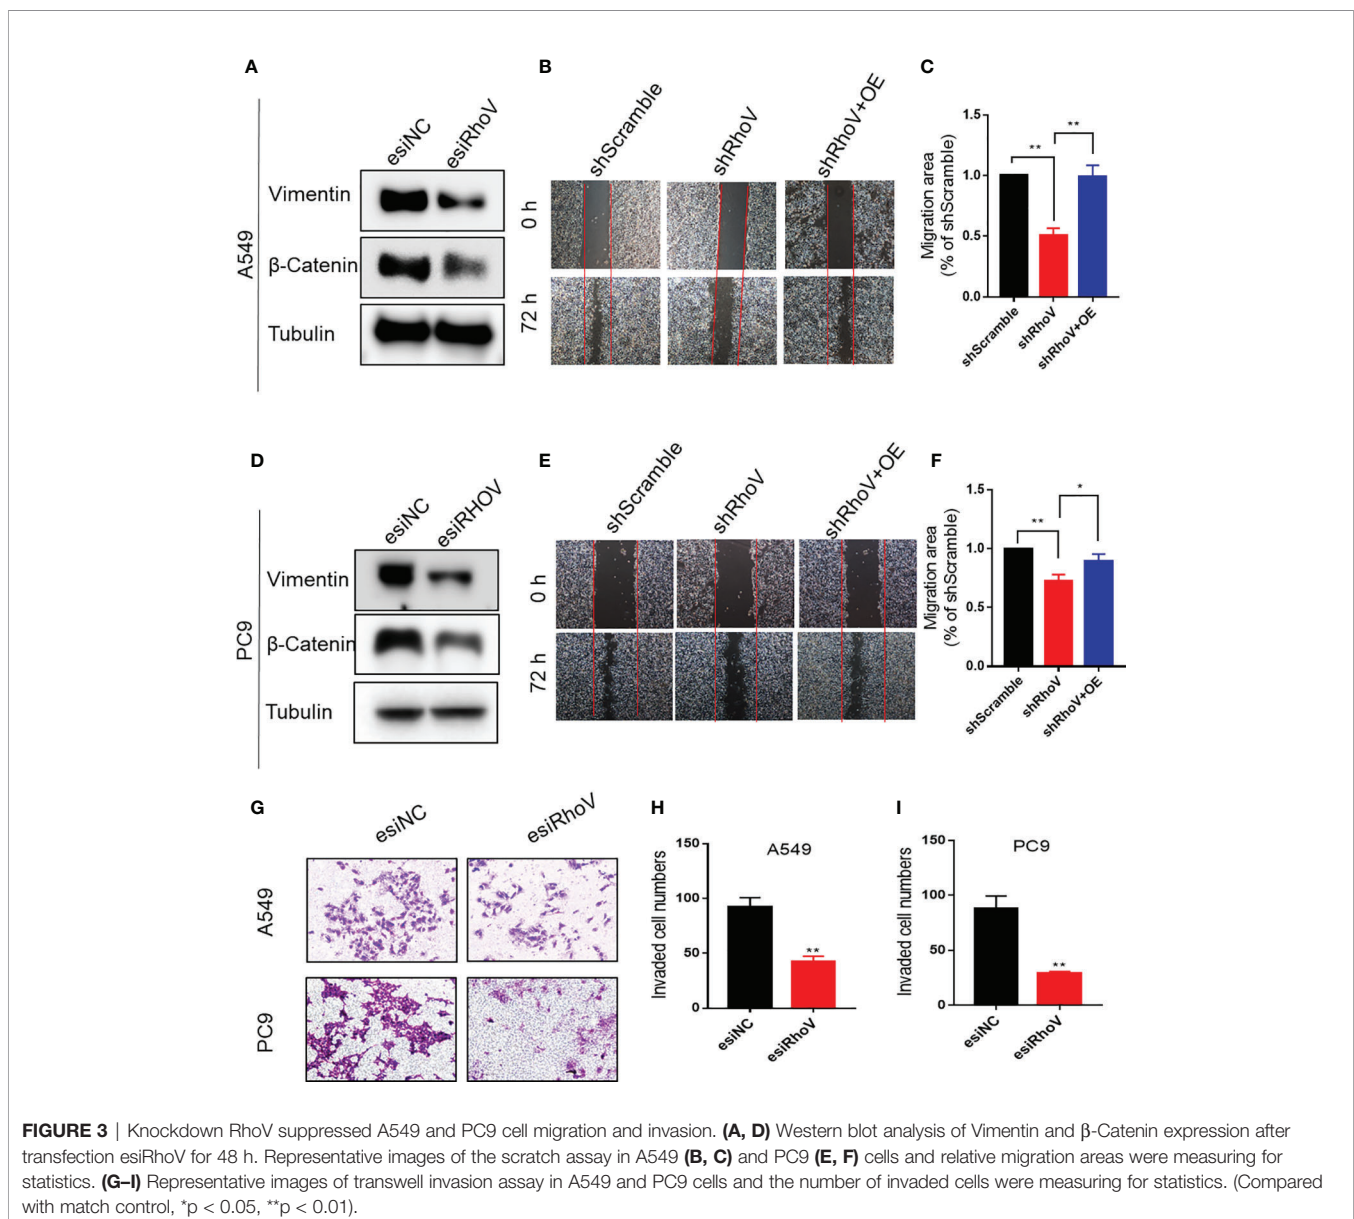 A
B
C
A549
esiNC
esiRhoV
Vimentin
β-Catenin
Tubulin
shScramble
shRhoV
shRhoV+OE
0 h
72 h
Migration area
(% of shScramble)
1.5
1.0
0.5
0.0
**
**
shScramble
shRhoV
shRhoV+OE
D
E
F
PC9
esiNC
esiRHOV
Vimentin
β-Catenin
Tubulin
shScramble
shRhoV
shRhoV+OE
0 h
72 h
Migration area
(% of shScramble)
1.5
1.0
0.5
0.0
**
*
shScramble
shRhoV
shRhoV+OE
G
esiNC
esiRhoV
A549
PC9
H
A549
Invaded cell numbers
150
100
50
0
**
esiNC
esiRhoV
I
PC9
Invaded cell numbers
150
100
50
0
**
esiNC
esiRhoV
FIGURE 3 | Knockdown RhoV suppressed A549 and PC9 cell migration and invasion. (A, D) Western blot analysis of Vimentin and β-Catenin expression after
transfection esiRhoV for 48 h. Representative images of the scratch assay in A549 (B, C) and PC9 (E, F) cells and relative migration areas were measuring for
statistics. (G–I) Representative images of transwell invasion assay in A549 and PC9 cells and the number of invaded cells were measuring for statistics. (Compared
with match control, *p < 0.05, **p < 0.01).